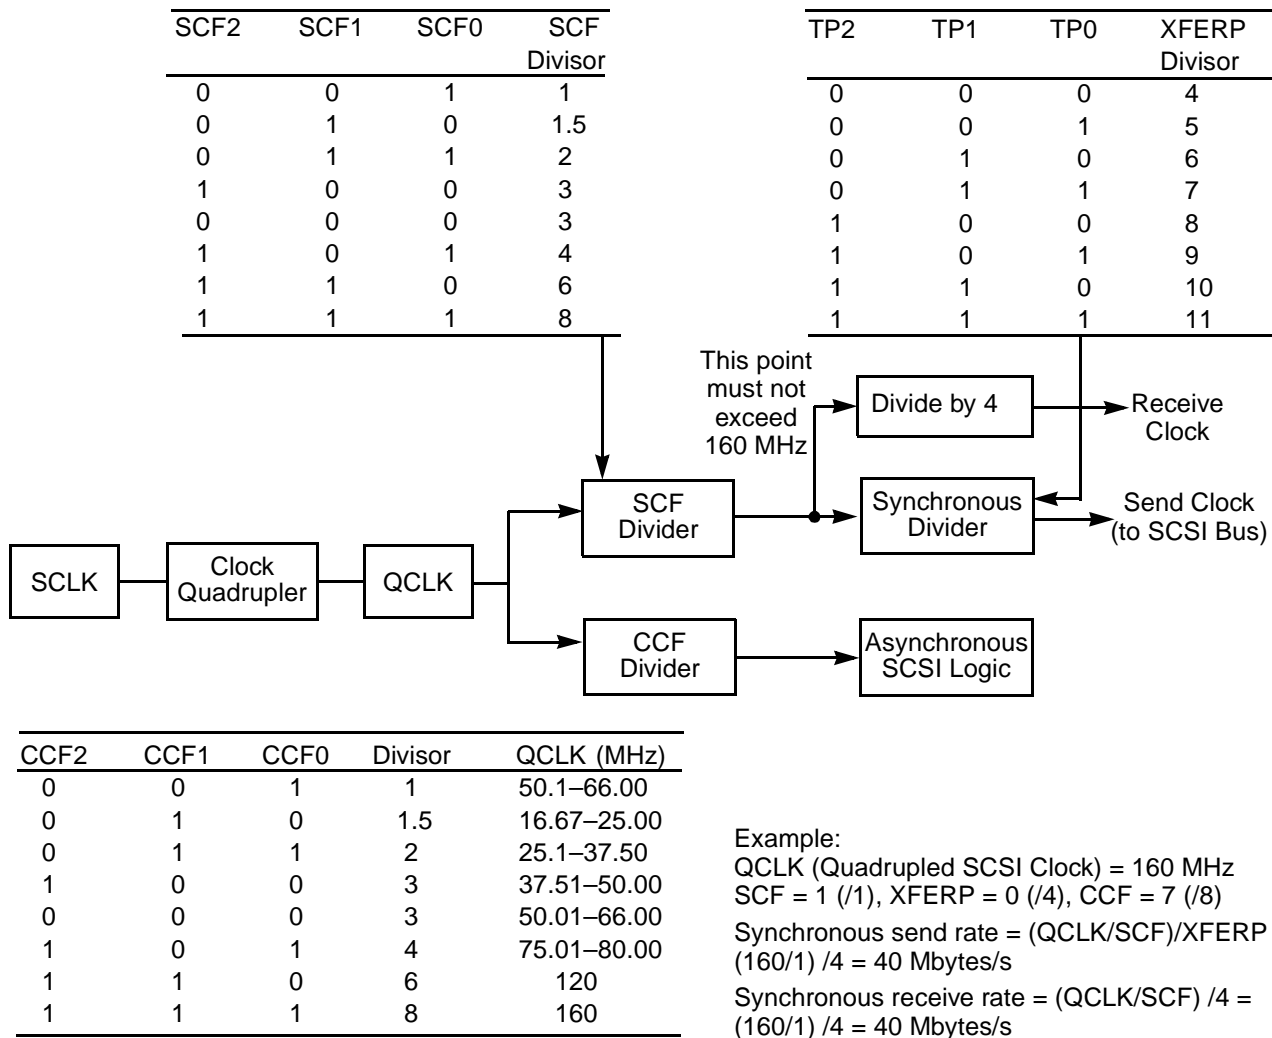 SCF2 SCF1 SCF0 SCF Divisor
0 0 1 1
0 1 0 1.5
0 1 1 2
1 0 0 3
0 0 0 3
1 0 1 4
1 1 0 6
1 1 1 8
TP2 TP1 TP0 XFERP Divisor
0 0 0 4
0 0 1 5
0 1 0 6
0 1 1 7
1 0 0 8
1 0 1 9
1 1 0 10
1 1 1 11
This point
must not
exceed
160 MHz
Divide by 4
Receive
Clock
SCF
Divider
Synchronous
Divider
Send Clock
(to SCSI Bus)
SCLK
Clock
Quadrupler
QCLK
CCF
Divider
Asynchronous
SCSI Logic
CCF2 CCF1 CCF0 Divisor QCLK (MHz)
0 0 1 1 50.1–66.00
0 1 0 1.5 16.67–25.00
0 1 1 2 25.1–37.50
1 0 0 3 37.51–50.00
0 0 0 3 50.01–66.00
1 0 1 4 75.01–80.00
1 1 0 6 120
1 1 1 8 160
Example:
QCLK (Quadrupled SCSI Clock) = 160 MHz
SCF = 1 (/1), XFERP = 0 (/4), CCF = 7 (/8)
Synchronous send rate = (QCLK/SCF)/XFERP
(160/1) /4 = 40 Mbytes/s
Synchronous receive rate = (QCLK/SCF) /4 =
(160/1) /4 = 40 Mbytes/s